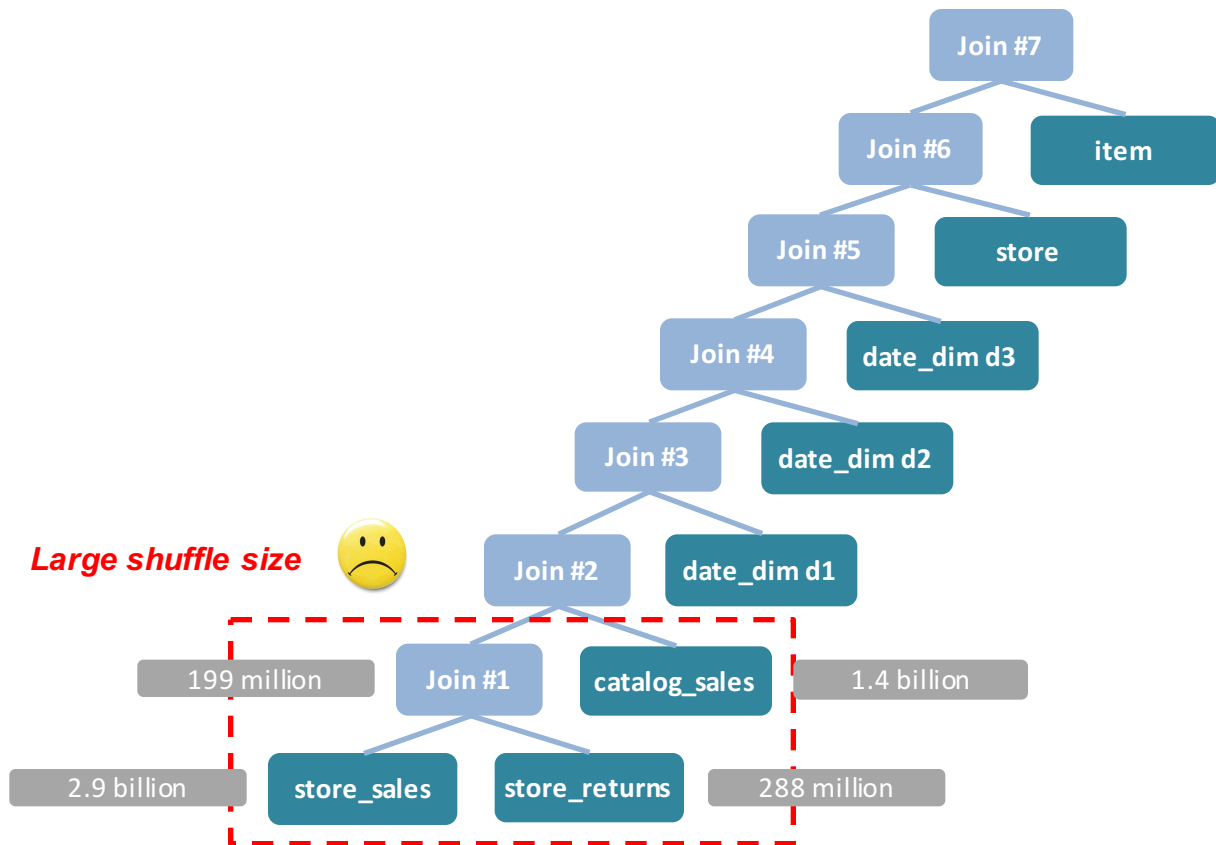 Join #7
Join #6
item
Join #5
store
Join #4
date_dim d3
Join #3
date_dim d2
Large shuffle size
Join #2
date_dim d1
199 million
Join #1
catalog_sales
1.4 billion
2.9 billion
store_sales
store_returns
288 million